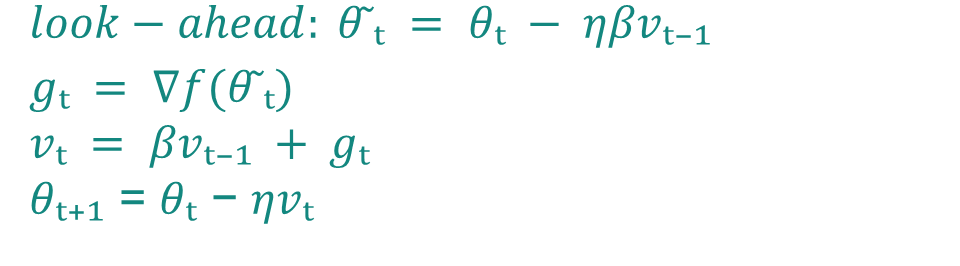 look − ahead: θ̃ₜ = θₜ − ηβvₜ₋₁
gₜ = ∇f(θ̃ₜ)
vₜ = βvₜ₋₁ + gₜ
θₜ₊₁ = θₜ − ηvₜ